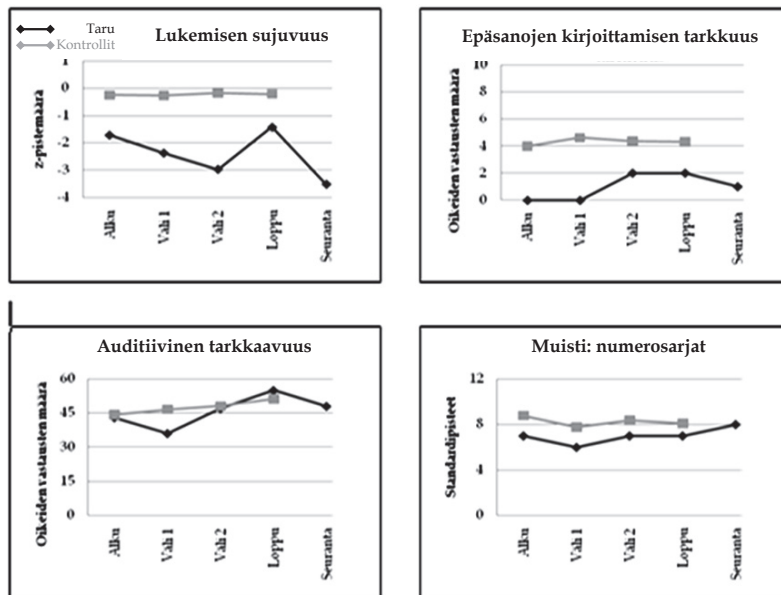 Taru
Kontrollit
Lukemisen sujuvuus
z-pistemäärä
1
0
-1
-2
-3
-4
Alku
Väli 1
Väli 2
Loppu
Seuranta
Epäsanojen kirjoittamisen tarkkuus
Oikeiden vastausten määrä
10
8
6
4
2
0
Alku
Väli 1
Väli 2
Loppu
Seuranta
Auditiivinen tarkkaavuus
Oikeiden vastausten määrä
60
45
30
15
0
Alku
Väli 1
Väli 2
Loppu
Seuranta
Muisti: numerosarjat
Standardipisteet
12
8
4
0
Alku
Väli 1
Väli 2
Loppu
Seuranta